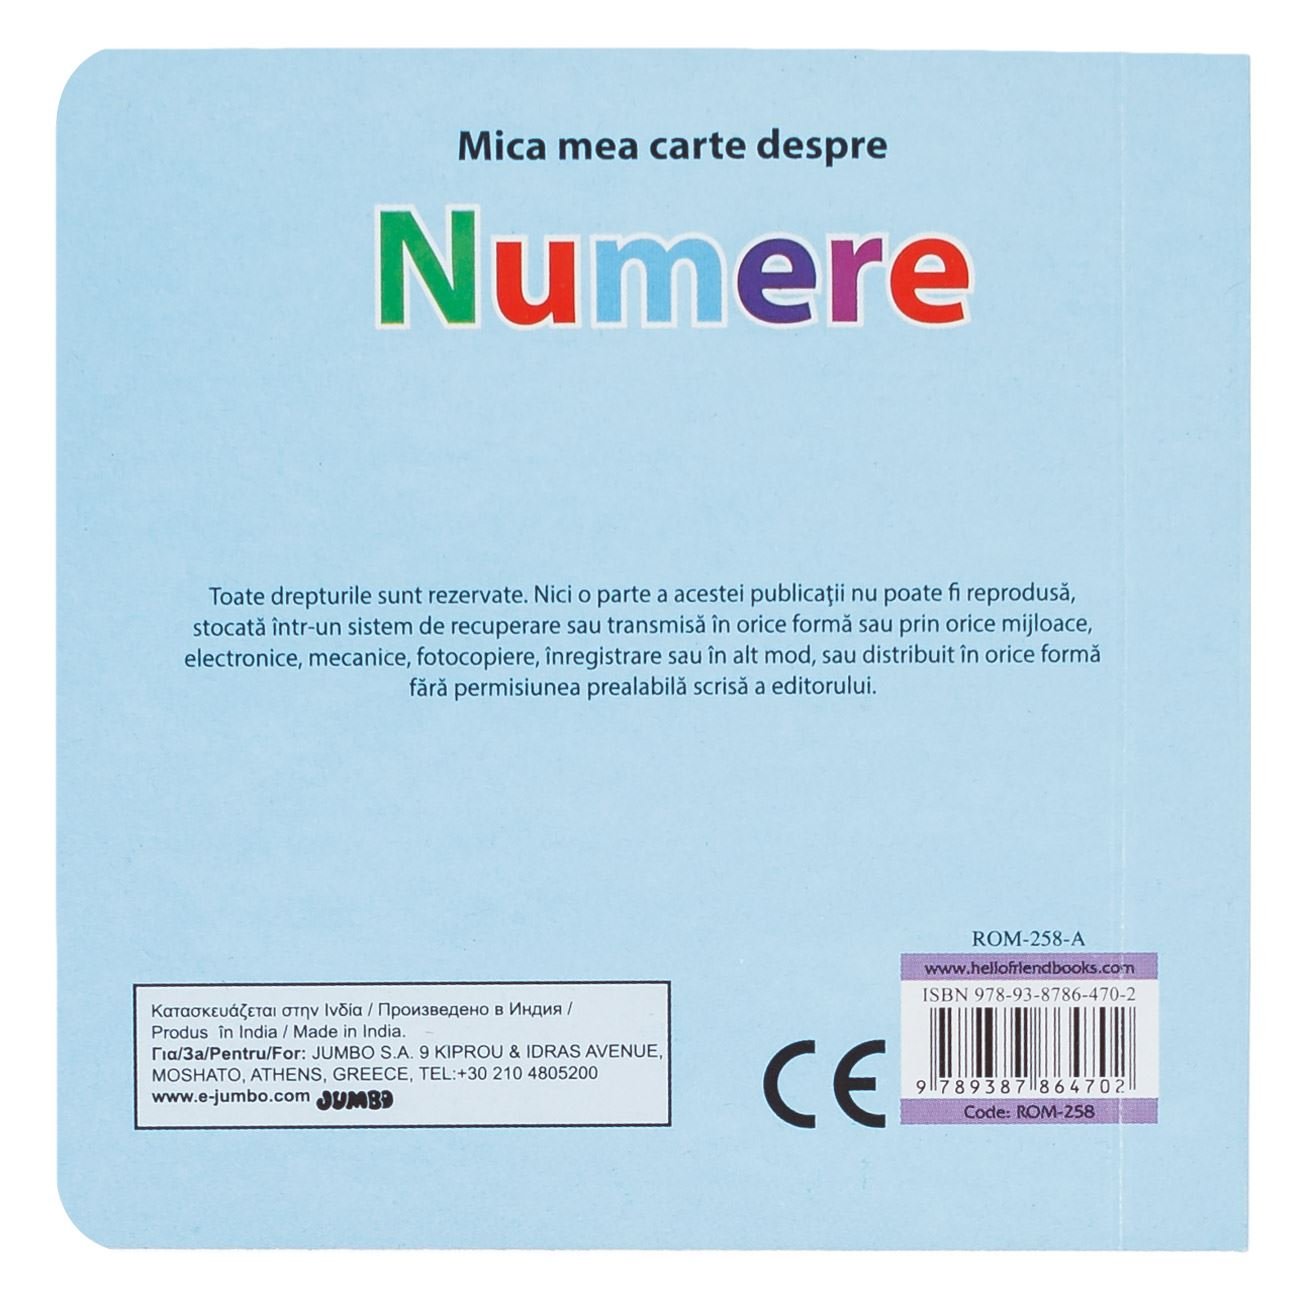 Mica mea carte despre
Numere
Toate drepturile sunt rezervate. Nici o parte a acestei publicaţii nu poate fi reprodusă,
stocată într-un sistem de recuperare sau transmisă în orice formă sau prin orice mijloace,
electronice, mecanice, fotocopiere, înregistrare sau în alt mod, sau distribuit în orice formă
fără permisiunea prealabilă scrisă a editorului.
Κατασκευάζεται στην Ινδία / Произведено в Индия /
Produs în India / Made in India.
Για/За/Pentru/For: JUMBO S.A. 9 KIPROU & IDRAS AVENUE,
MOSHATO, ATHENS, GREECE, TEL:+30 210 4805200
www.e-jumbo.com JUMBO
CE
ROM-258-A
www.hellofriendbooks.com
ISBN 978-93-8786-470-2
9 789387 864702
Code: ROM-258